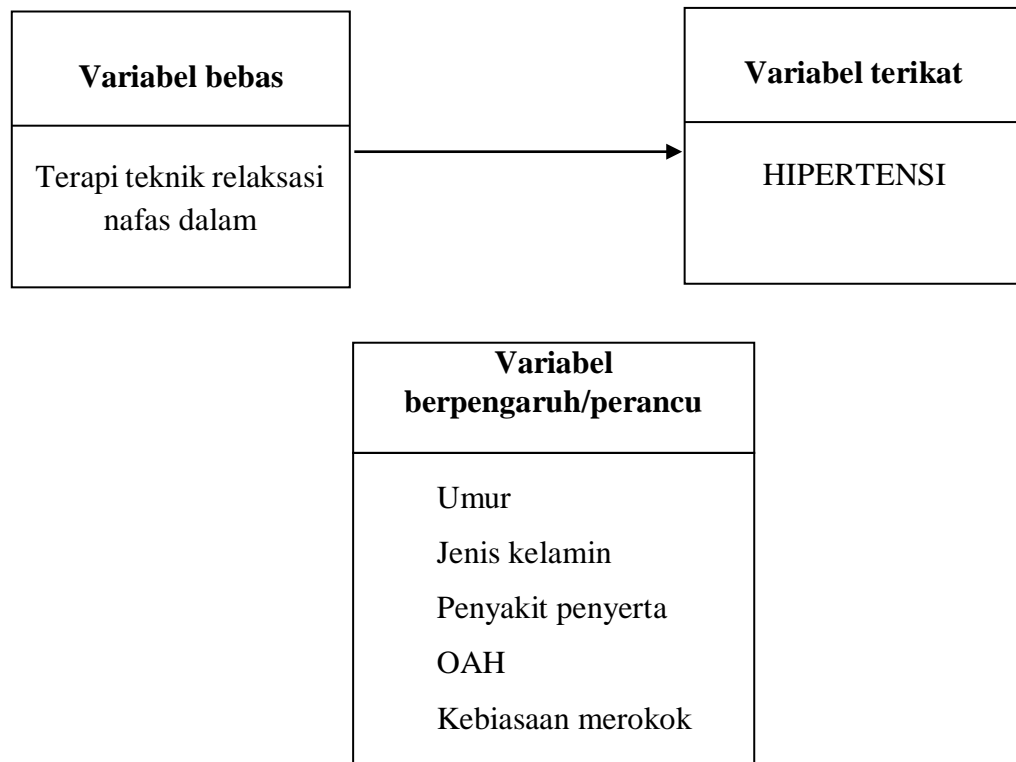 Variabel bebas
Terapi teknik relaksasi
nafas dalam
Variabel terikat
HIPERTENSI
Variabel
berpengaruh/perancu
Umur
Jenis kelamin
Penyakit penyerta
OAH
Kebiasaan merokok